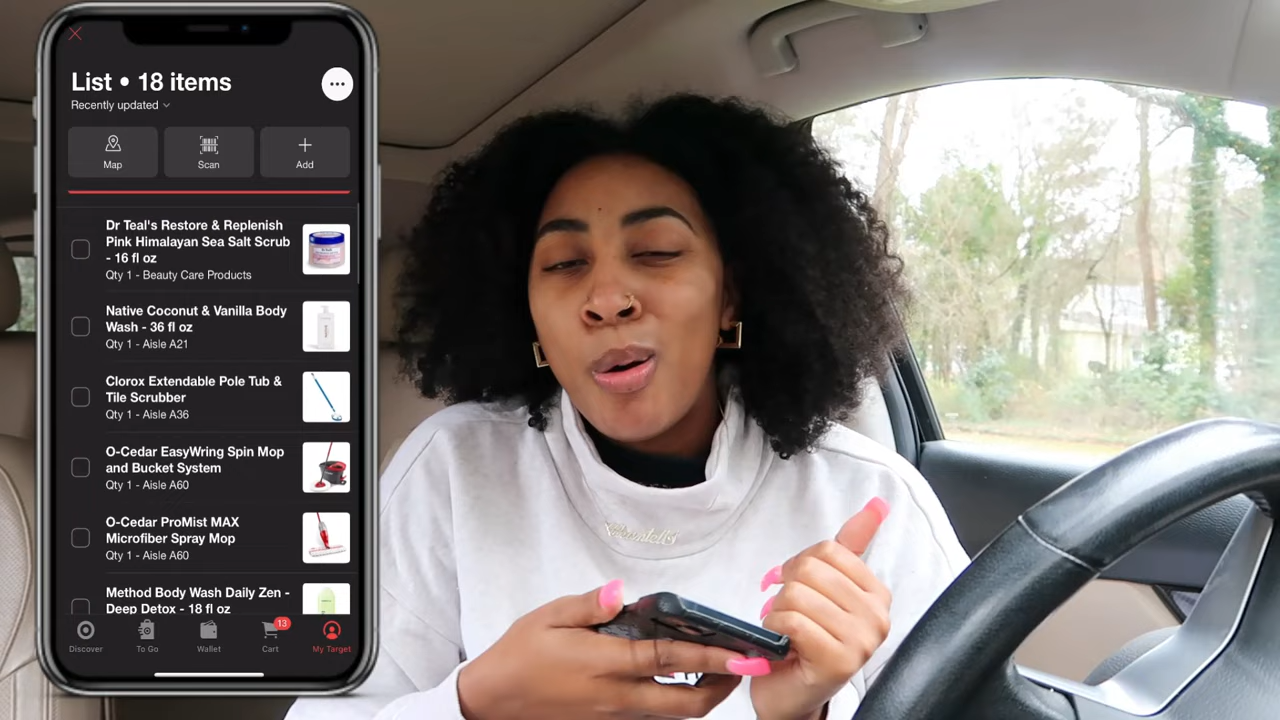 List • 18 items
Recently updated
Map
Scan
Add
Dr Teal's Restore & Replenish
Pink Himalayan Sea Salt Scrub
- 16 fl oz
Qty 1 - Beauty Care Products
Native Coconut & Vanilla Body
Wash - 36 fl oz
Qty 1 - Aisle A21
Clorox Extendable Pole Tub &
Tile Scrubber
Qty 1 - Aisle A36
O-Cedar EasyWring Spin Mop
and Bucket System
Qty 1 - Aisle A60
O-Cedar ProMist MAX
Microfiber Spray Mop
Qty 1 - Aisle A60
Method Body Wash Daily Zen -
Deep Detox - 18 fl oz
13
Discover
To Go
Wallet
Cart
My Target